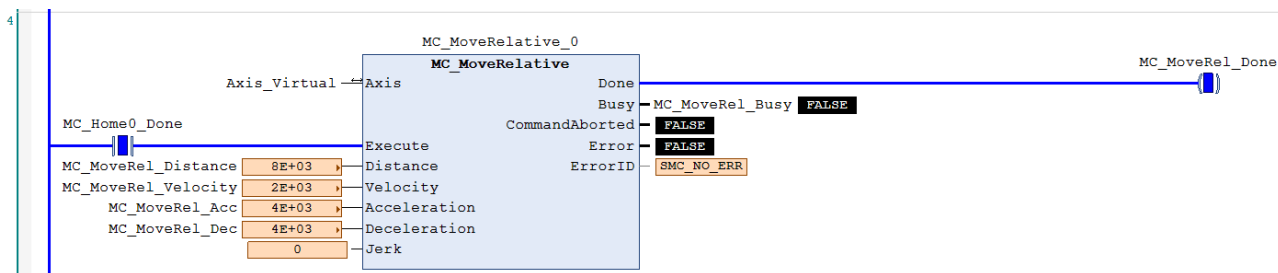 4
MC_MoveRelative_0
MC_MoveRelative
MC_MoveRel_Done
Axis_Virtual Axis Done
Busy MC_MoveRel_Busy FALSE
MC_Home0_Done CommandAborted FALSE
Execute Error FALSE
MC_MoveRel_Distance 8E+03 Distance ErrorID SMC_NO_ERR
MC_MoveRel_Velocity 2E+03 Velocity
MC_MoveRel_Acc 4E+03 Acceleration
MC_MoveRel_Dec 4E+03 Deceleration
0 Jerk